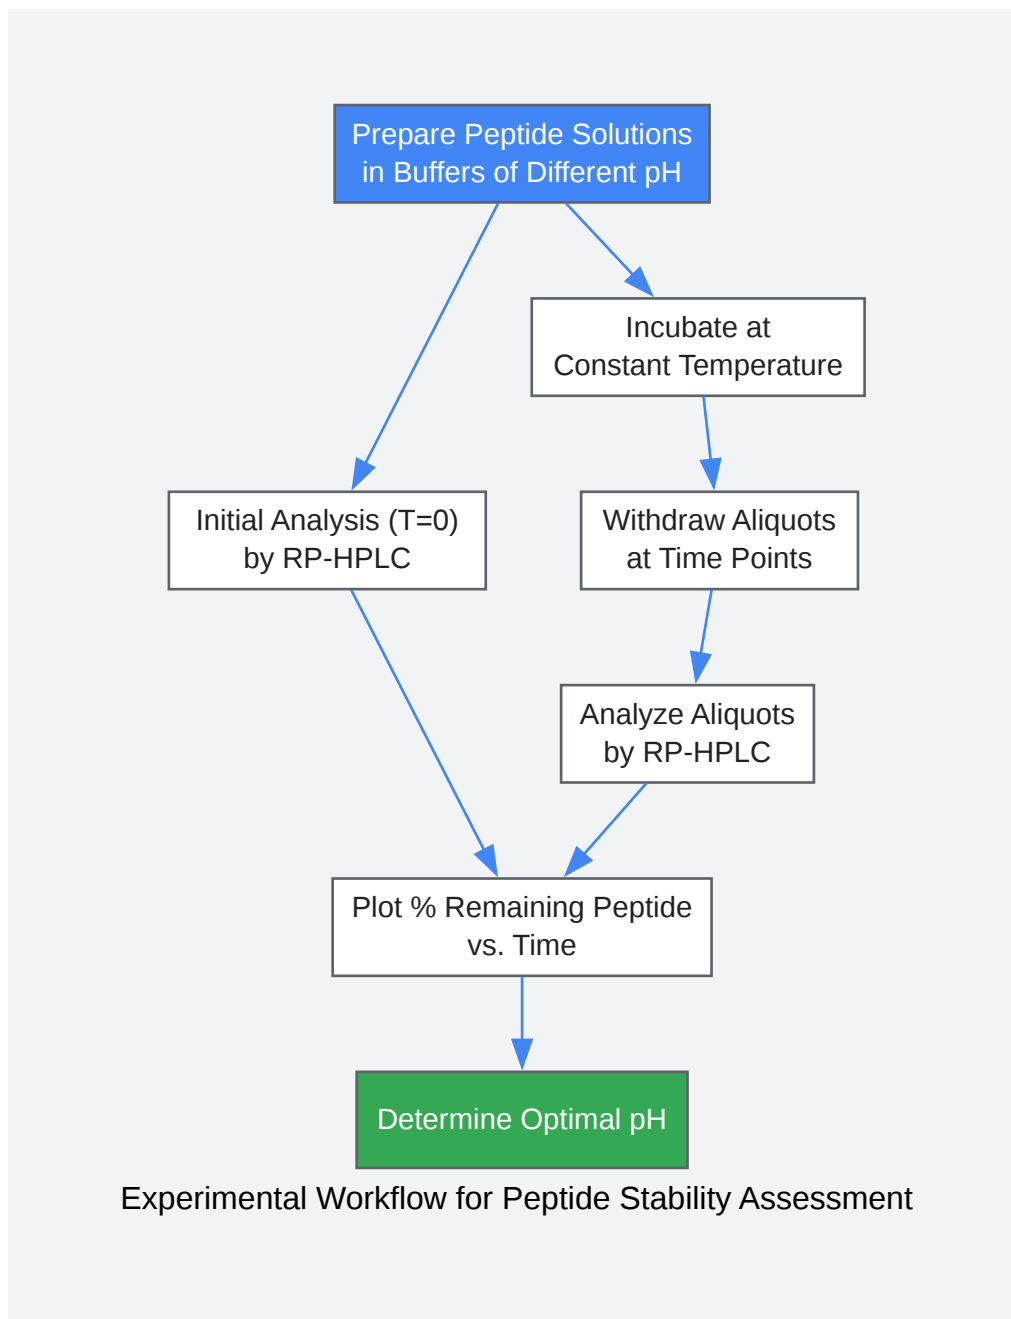 Prepare Peptide Solutions
in Buffers of Different pH
Incubate at
Constant Temperature
Initial Analysis (T=0)
by RP-HPLC
Withdraw Aliquots
at Time Points
Analyze Aliquots
by RP-HPLC
Plot % Remaining Peptide
vs. Time
Determine Optimal pH
Experimental Workflow for Peptide Stability Assessment